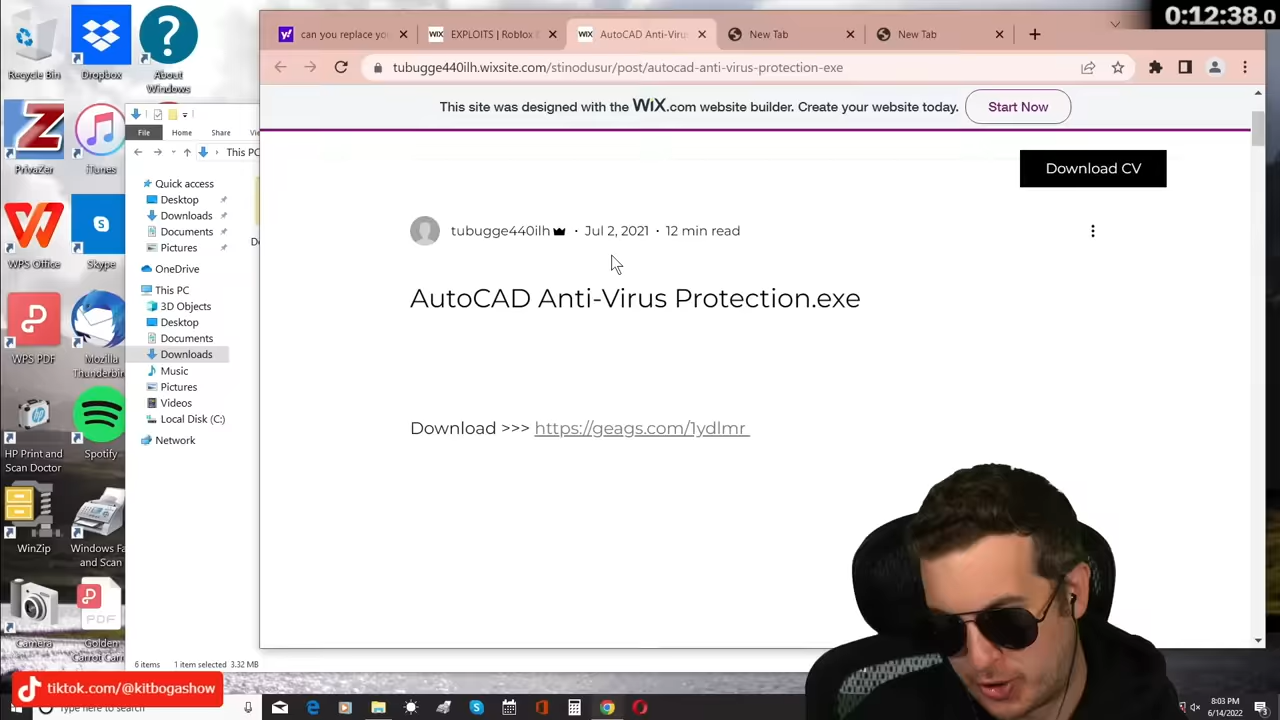 0:12:38.0
can you replace you
EXPLOITS | Roblox E
AutoCAD Anti-Viru
New Tab
New Tab
tubugge440ilh.wixsite.com/stinodusur/post/autocad-anti-virus-protection-exe
This site was designed with the WiX.com website builder. Create your website today.
Start Now
Download CV
tubugge440ilh
Jul 2, 2021
12 min read
AutoCAD Anti-Virus Protection.exe
Download >>> https://geags.com/1ydlmr
Recycle Bin
Dropbox
About
Windows
PrivaZer
iTunes
WPS Office
Skype
WPS PDF
Mozilla
Thunderbird
HP Print and
Scan Doctor
Spotify
WinZip
Windows Fa
and Scan
Camera
PDF
Golden
Carrot Carr
File
Home
Share
This PC
Quick access
Desktop
Downloads
Documents
Pictures
OneDrive
This PC
3D Objects
Desktop
Documents
Downloads
Music
Pictures
Videos
Local Disk (C:)
Network
6 items
1 item selected 3.32 MB
tiktok.com/@kitbogashow
Type here to search
8:03 PM
6/14/2022